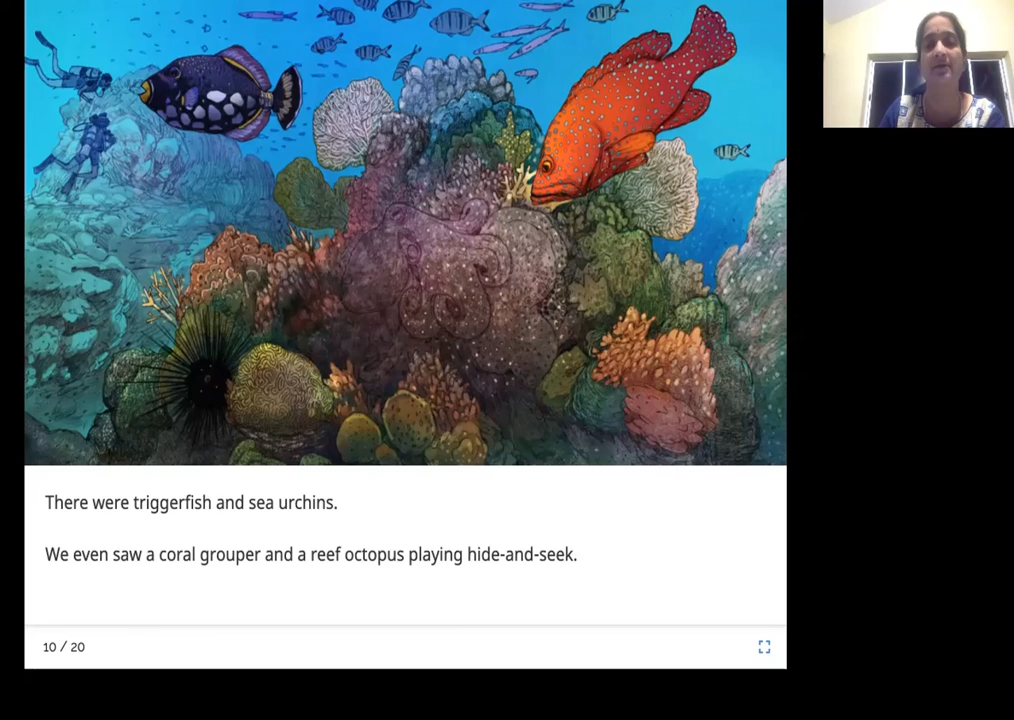 There were triggerfish and sea urchins.
We even saw a coral grouper and a reef octopus playing hide-and-seek.
10 / 20